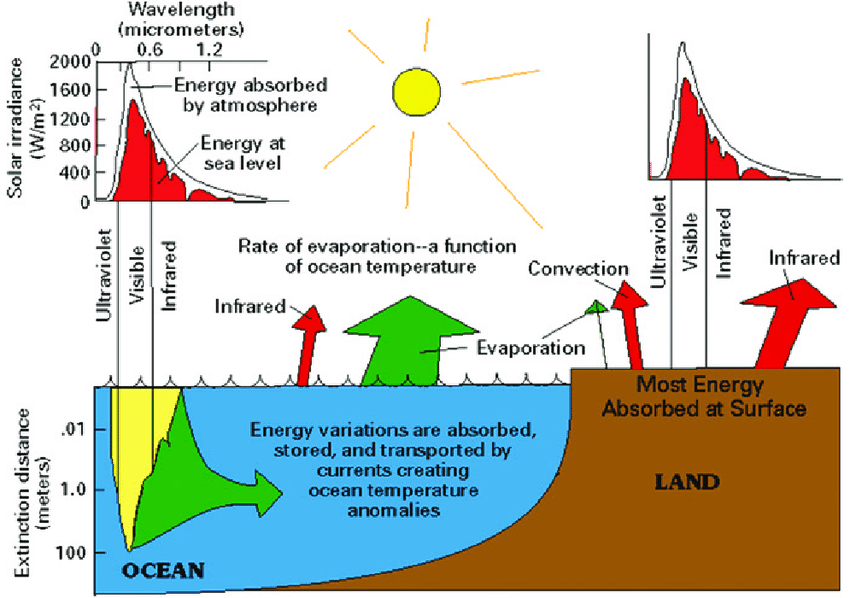 Wavelength
(micrometers)
0 0.6 1.2
Solar irradiance
(W/m²)
2000
1600
1200
800
400
0
Energy absorbed
by atmosphere
Energy at
sea level
Ultraviolet
Visible
Infrared
Rate of evaporation--a function
of ocean temperature
Infrared
Evaporation
Convection
Ultraviolet
Visible
Infrared
Infrared
Most Energy
Absorbed at Surface
LAND
Extinction distance
(meters)
.01
1.0
100
Energy variations are absorbed,
stored, and transported by
currents creating
ocean temperature
anomalies
OCEAN